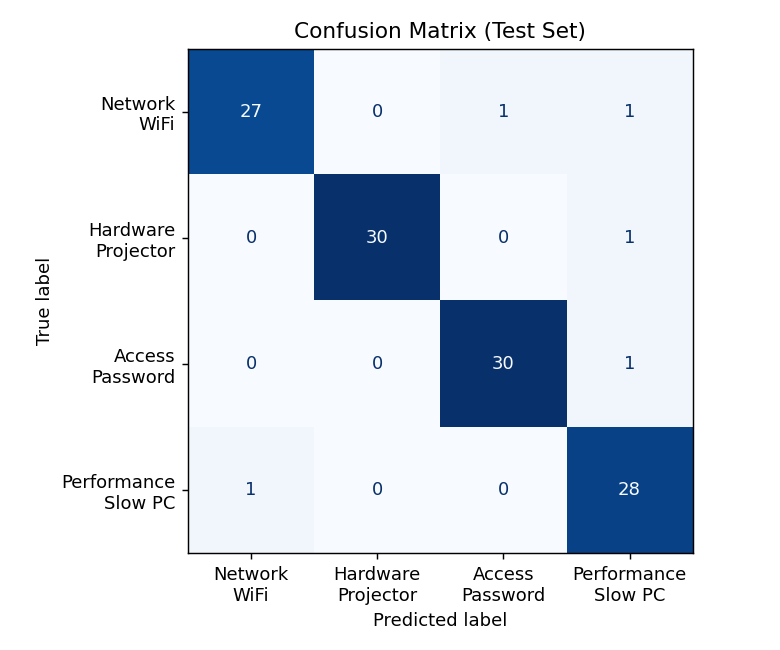 Confusion Matrix (Test Set)
Network
WiFi
27
0
1
1
Hardware
Projector
0
30
0
1
Access
Password
0
0
30
1
Performance
Slow PC
1
0
0
28
True label
Network
WiFi
Hardware
Projector
Access
Password
Performance
Slow PC
Predicted label